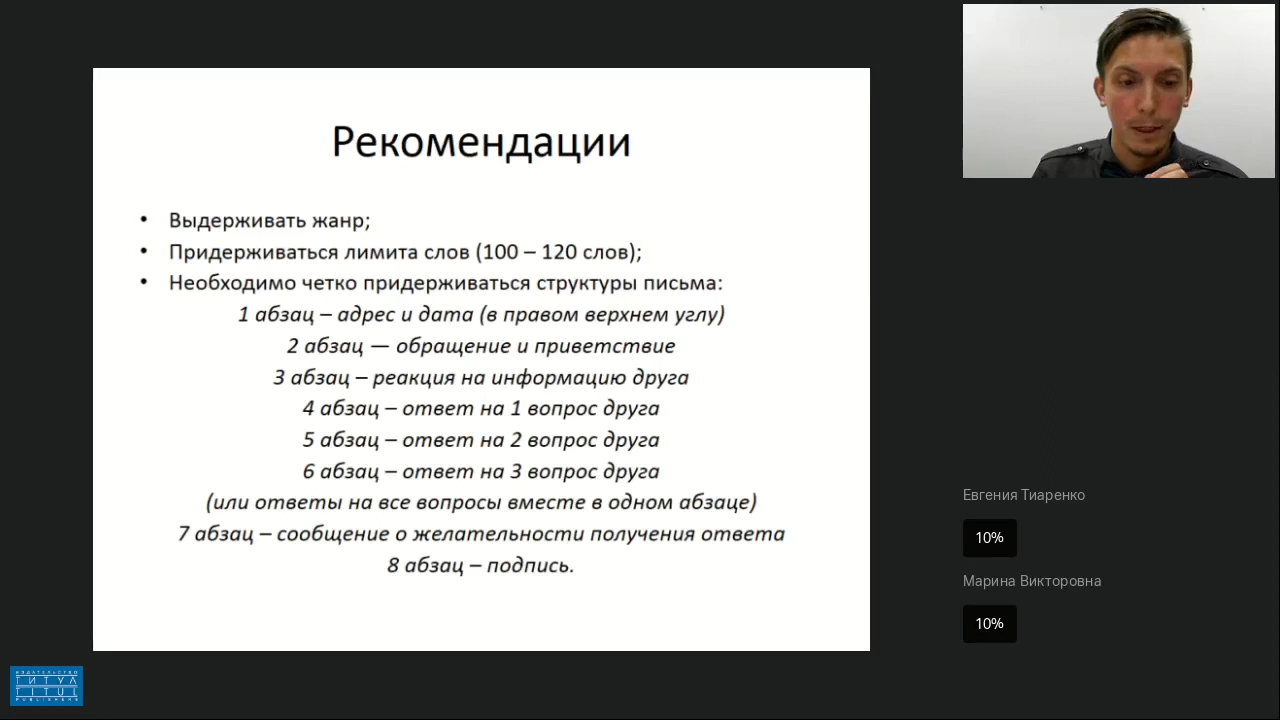 Рекомендации
• Выдерживать жанр;
• Придерживаться лимита слов (100 – 120 слов);
• Необходимо четко придерживаться структуры письма:
1 абзац – адрес и дата (в правом верхнем углу)
2 абзац — обращение и приветствие
3 абзац – реакция на информацию друга
4 абзац – ответ на 1 вопрос друга
5 абзац – ответ на 2 вопрос друга
6 абзац – ответ на 3 вопрос друга
(или ответы на все вопросы вместе в одном абзаце)
7 абзац – сообщение о желательности получения ответа
8 абзац – подпись.
Евгения Тиаренко
10%
Марина Викторовна
10%
ИЗДАТЕЛЬСТВО
ТИТУЛ
TITUL
PUBLISHERS